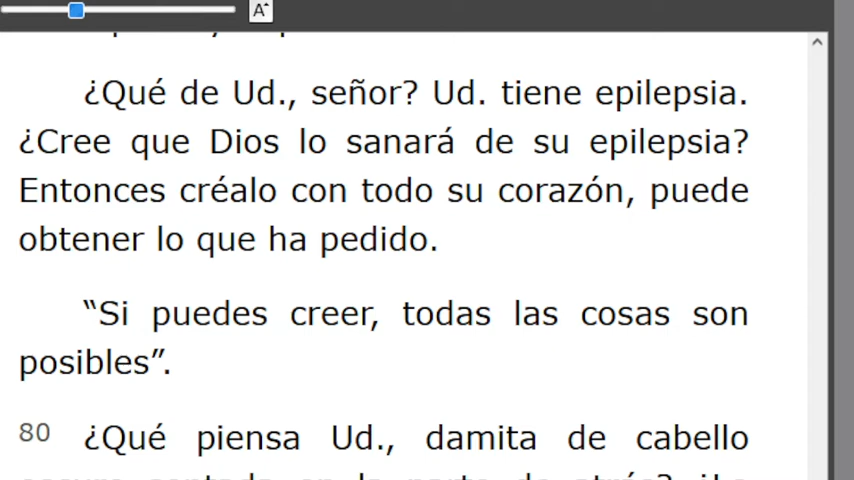 A
¿Qué de Ud., señor? Ud. tiene epilepsia.
¿Cree que Dios lo sanará de su epilepsia?
Entonces créalo con todo su corazón, puede
obtener lo que ha pedido.
“Si puedes creer, todas las cosas son
posibles”.
80 ¿Qué piensa Ud., damita de cabello